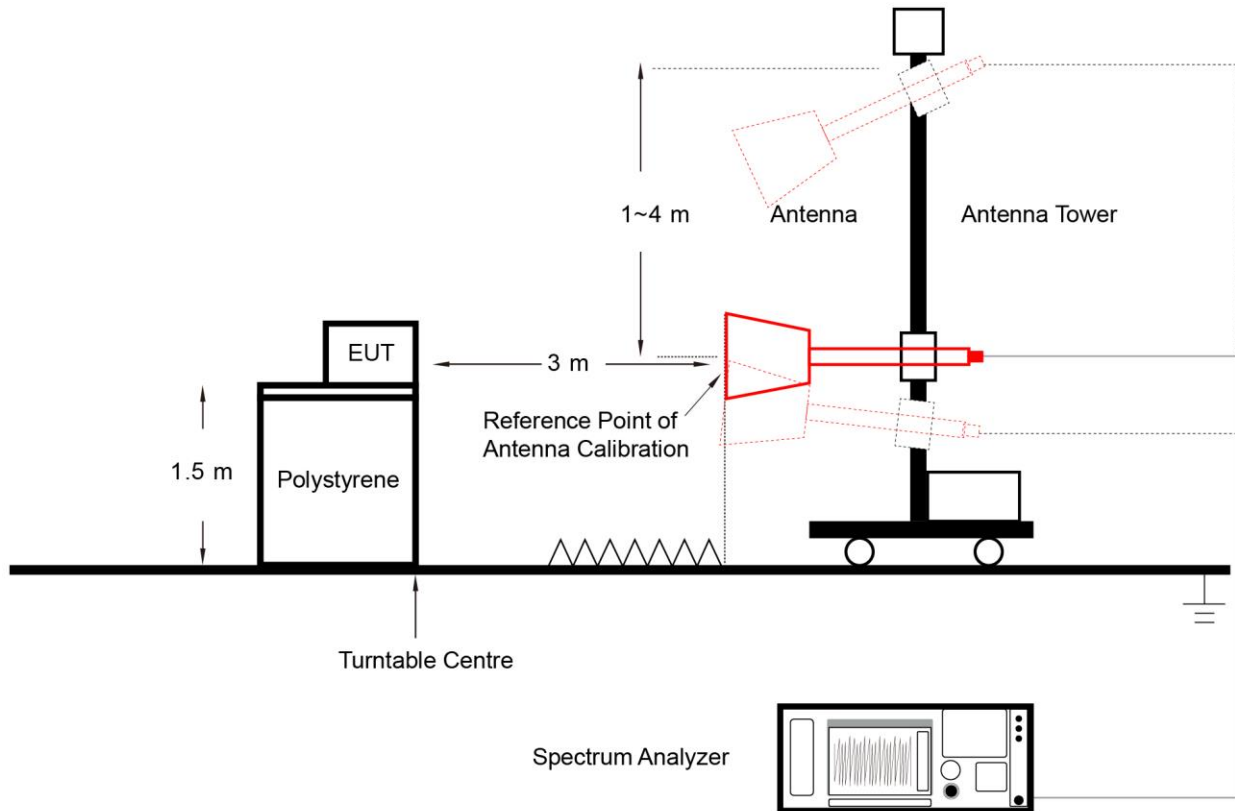 1~4 m
Antenna
Antenna Tower
EUT
3 m
Reference Point of
Antenna Calibration
1.5 m
Polystyrene
Turntable Centre
Spectrum Analyzer